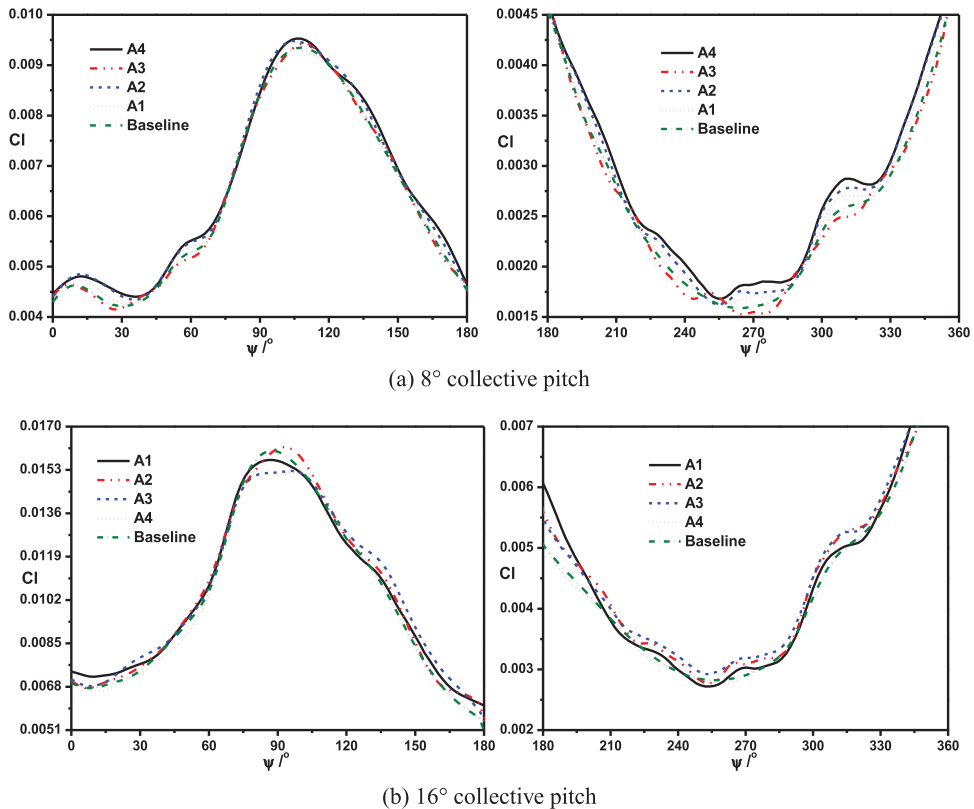 0.010
0.009
0.008
Cl
0.007
0.006
0.005
0.004
A4
A3
A2
A1
Baseline
0 30 60 90 120 150 180
ψ /°
0.0045
0.0040
0.0035
Cl
0.0030
0.0025
0.0020
0.0015
A4
A3
A2
A1
Baseline
180 210 240 270 300 330 360
ψ /°
(a) 8° collective pitch
0.0170
0.0153
0.0136
0.0119
Cl
0.0102
0.0085
0.0068
0.0051
A1
A2
A3
A4
Baseline
0 30 60 90 120 150 180
ψ /°
0.007
0.006
0.005
Cl
0.004
0.003
0.002
A1
A2
A3
A4
Baseline
180 210 240 270 300 330 360
ψ /°
(b) 16° collective pitch